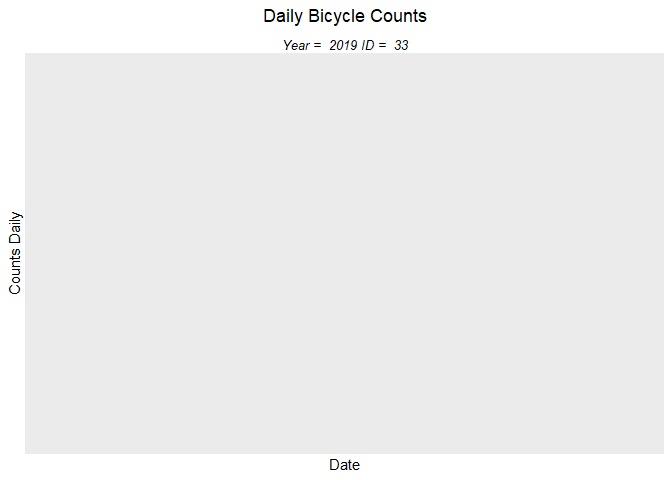 Daily Bicycle Counts
Year =  2019 ID =  33
Counts Daily
Date